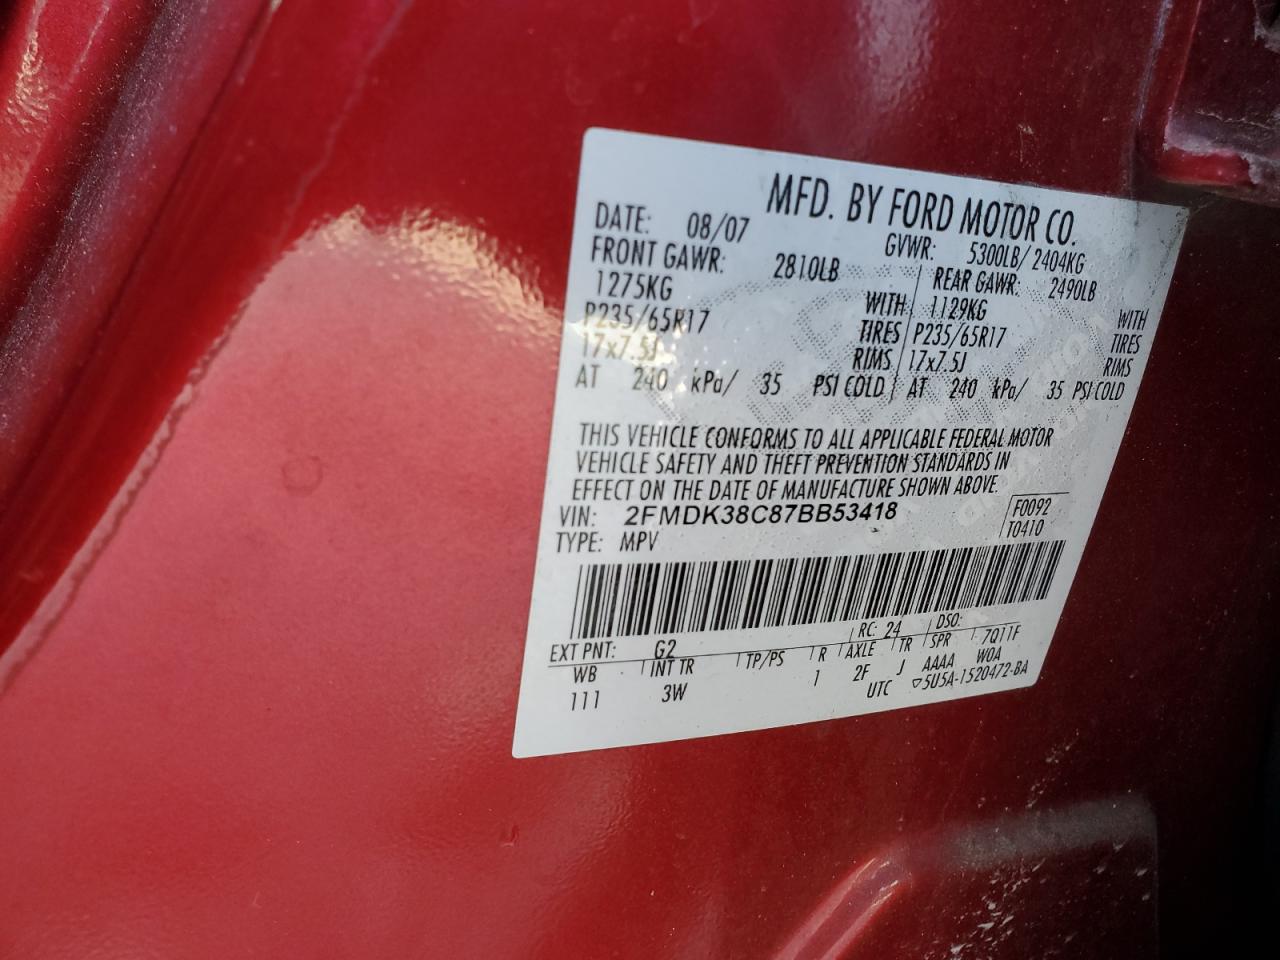 MFD. BY FORD MOTOR CO.
DATE: 08/07 GVWR: 5300LB/ 2404KG
FRONT GAWR: 2810LB REAR GAWR: 2490LB
1275KG WITH 1129KG WITH
P235/65R17 TIRES P235/65R17 TIRES
17x7.5J RIMS 17x7.5J RIMS
AT 240 kPa/ 35 PSI COLD AT 240 kPa/ 35 PSI COLD
THIS VEHICLE CONFORMS TO ALL APPLICABLE FEDERAL MOTOR
VEHICLE SAFETY AND THEFT PREVENTION STANDARDS IN
EFFECT ON THE DATE OF MANUFACTURE SHOWN ABOVE.
VIN: 2FMDK38C87BB53418 F0092
TYPE: MPV T0410
EXT PNT: G2 RC: 24 DSO:
WB INT TR TP/PS R AXLE TR SPR 7Q11F
111 3W 1 2F J AAAA W0A
UTC ▽5U5A-1520472-BA